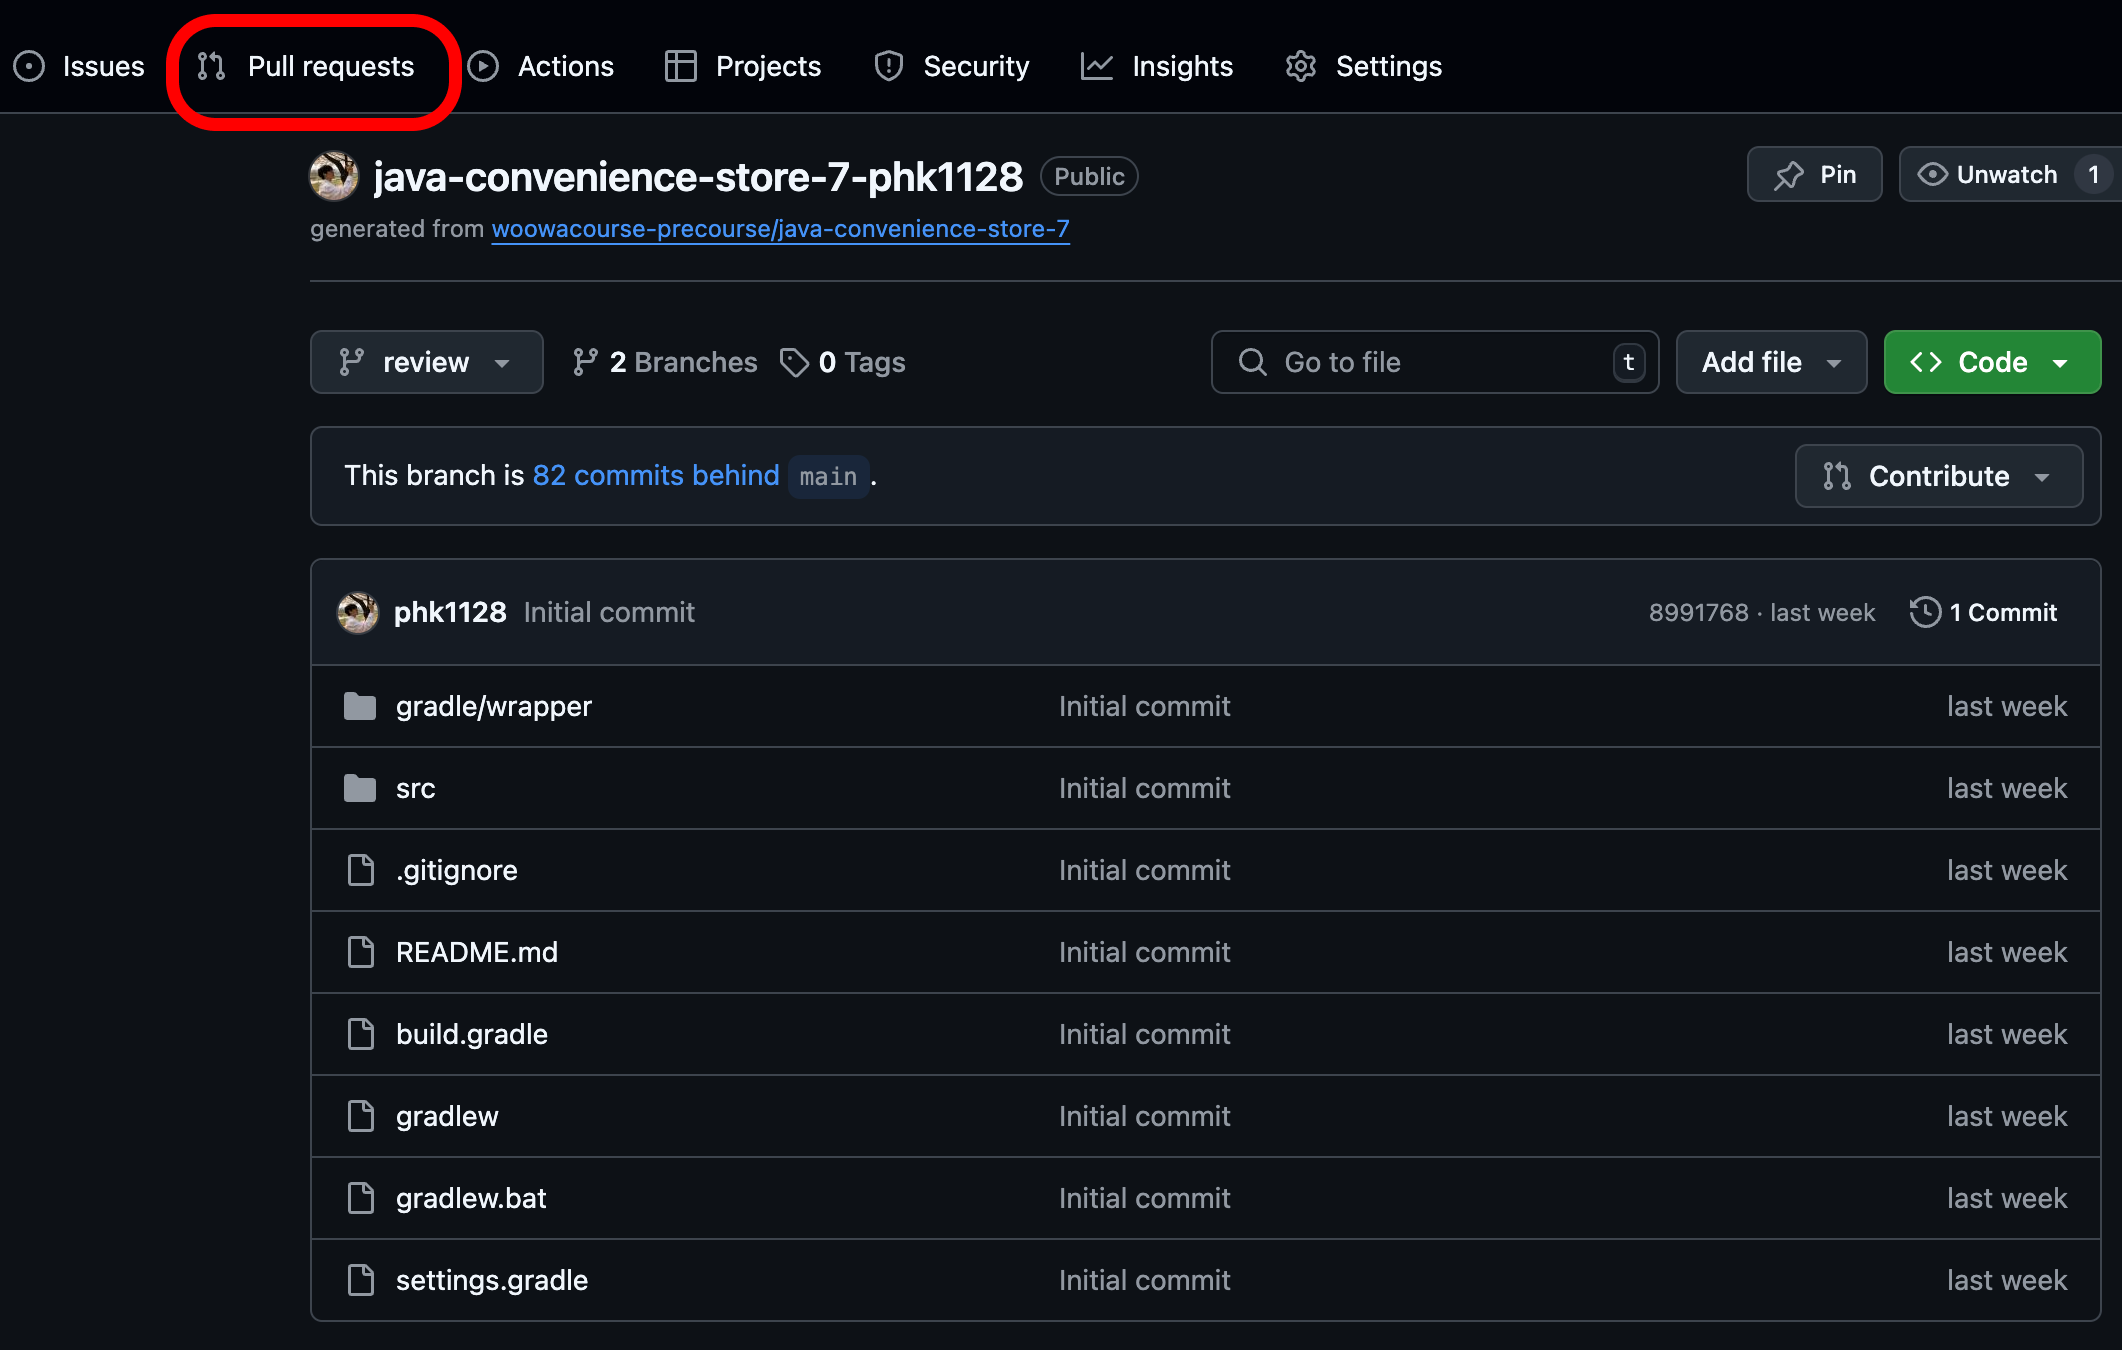 Issues Pull requests Actions Projects Security Insights Settings
java-convenience-store-7-phk1128 Public Pin Unwatch 1
generated from woowacourse-precourse/java-convenience-store-7
review 2 Branches 0 Tags Go to file t Add file Code
This branch is 82 commits behind main . Contribute
phk1128 Initial commit 8991768 · last week 1 Commit
gradle/wrapper Initial commit last week
src Initial commit last week
.gitignore Initial commit last week
README.md Initial commit last week
build.gradle Initial commit last week
gradlew Initial commit last week
gradlew.bat Initial commit last week
settings.gradle Initial commit last week